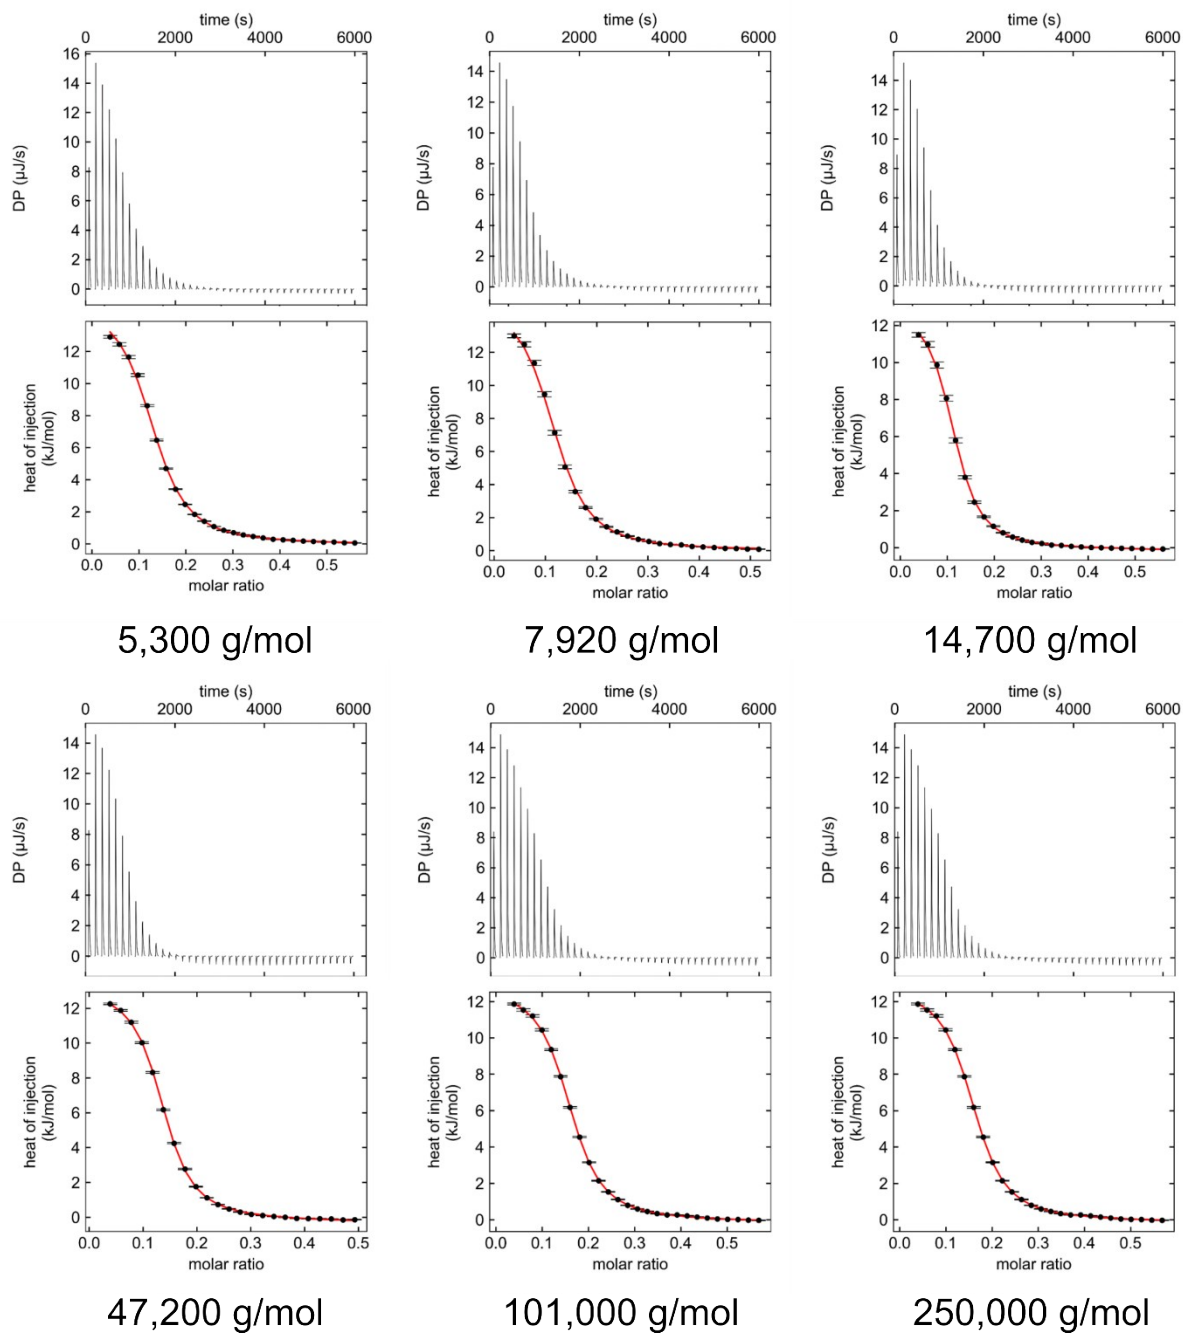 time (s)
0 2000 4000 6000
16
14
12
10
8
6
4
2
0
DP (µJ/s)
12
10
8
6
4
2
0
heat of injection
(kJ/mol)
0.0 0.1 0.2 0.3 0.4 0.5
molar ratio
5,300 g/mol
time (s)
0 2000 4000 6000
14
12
10
8
6
4
2
0
DP (µJ/s)
12
10
8
6
4
2
0
heat of injection
(kJ/mol)
0.0 0.1 0.2 0.3 0.4 0.5
molar ratio
7,920 g/mol
time (s)
0 2000 4000 6000
14
12
10
8
6
4
2
0
DP (µJ/s)
12
10
8
6
4
2
0
heat of injection
(kJ/mol)
0.0 0.1 0.2 0.3 0.4 0.5
molar ratio
14,700 g/mol
time (s)
0 2000 4000 6000
14
12
10
8
6
4
2
0
DP (µJ/s)
12
10
8
6
4
2
0
heat of injection
(kJ/mol)
0.0 0.1 0.2 0.3 0.4 0.5
molar ratio
47,200 g/mol
time (s)
0 2000 4000 6000
14
12
10
8
6
4
2
0
DP (µJ/s)
12
10
8
6
4
2
0
heat of injection
(kJ/mol)
0.0 0.1 0.2 0.3 0.4 0.5
molar ratio
101,000 g/mol
time (s)
0 2000 4000 6000
14
12
10
8
6
4
2
0
DP (µJ/s)
12
10
8
6
4
2
0
heat of injection
(kJ/mol)
0.0 0.1 0.2 0.3 0.4 0.5
molar ratio
250,000 g/mol